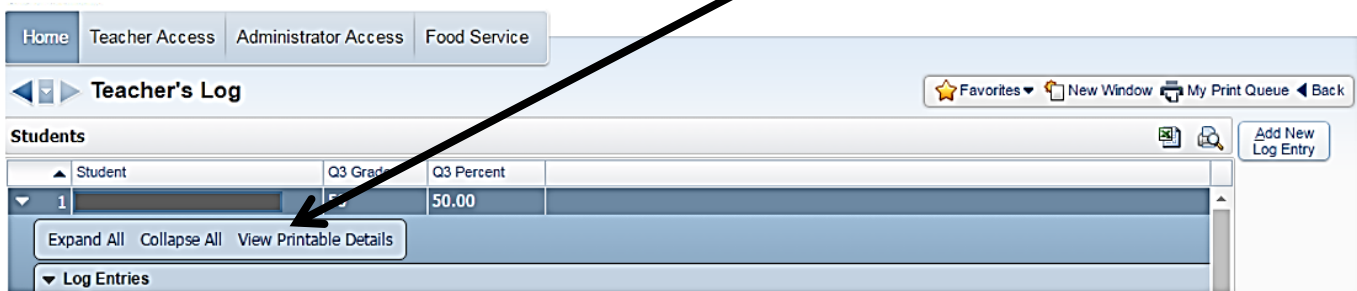 Home Teacher Access Administrator Access Food Service
Teacher's Log
Favorites New Window My Print Queue Back
Students
Add New
Log Entry
Student Q3 Grade Q3 Percent
1 50.00
Expand All Collapse All View Printable Details
Log Entries